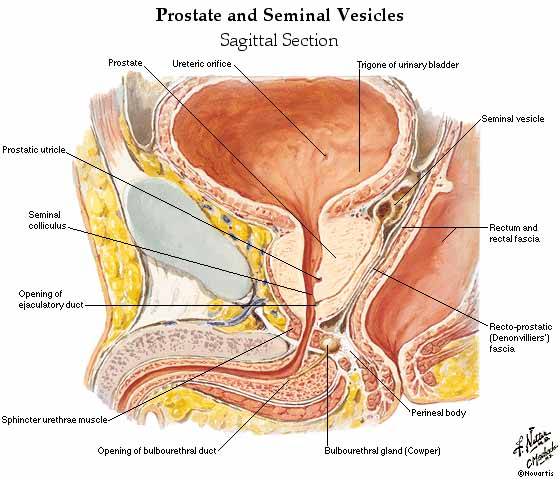 Prostate and Seminal Vesicles
Sagittal Section
Prostate
Ureteric orifice
Trigone of urinary bladder
Seminal vesicle
Prostatic utricle
Seminal
colliculus
Rectum and
rectal fascia
Opening of
ejaculatory duct
Recto-prostatic
(Denonvilliers')
fascia
Sphincter urethrae muscle
Perineal body
Opening of bulbourethral duct
Bulbourethral gland (Cowper)
©Novartis